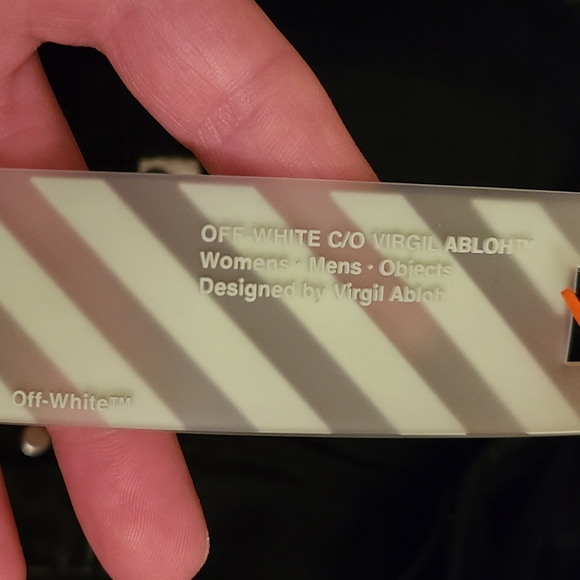 OFF-WHITE C/O VIRGIL ABLOH™
Womens · Mens · Objects
Designed by Virgil Abloh
Off-White™